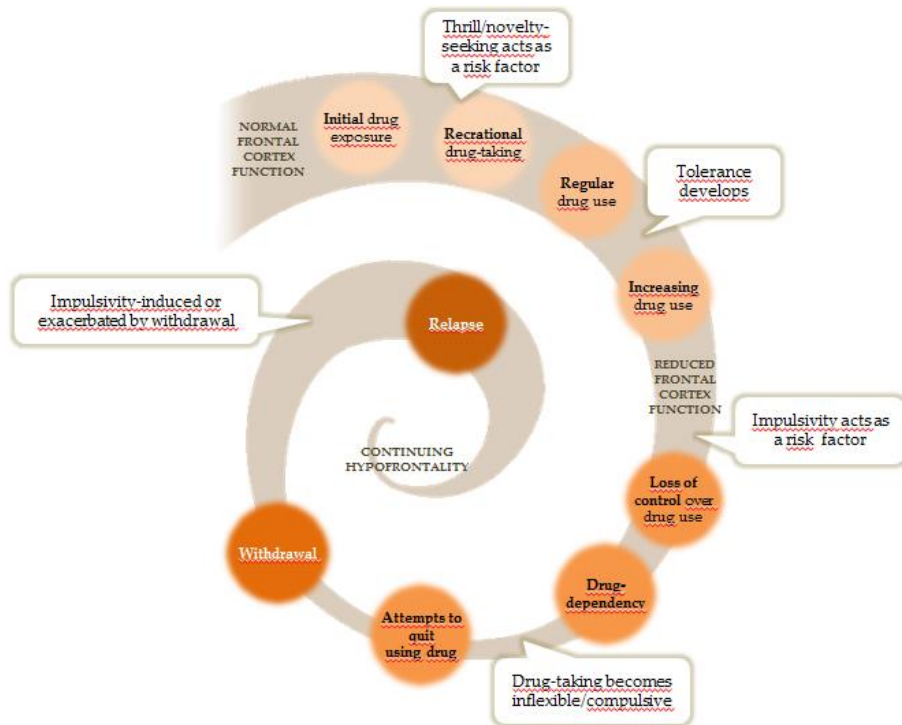 Thrill/novelty-
seeking acts as
a risk factor
NORMAL
FRONTAL
CORTEX
FUNCTION
Initial drug
exposure
Recrational
drug-taking
Regular
drug use
Tolerance
develops
Increasing
drug use
Impulsivity-induced or
exacerbated by withdrawal
Relapse
REDUCED
FRONTAL
CORTEX
FUNCTION
Impulsivity acts as
a risk factor
CONTINUING
HYPOFRONTALITY
Loss of
control over
drug use
Withdrawal
Drug-
dependency
Attempts to
quit
using drug
Drug-taking becomes
inflexible/compulsive